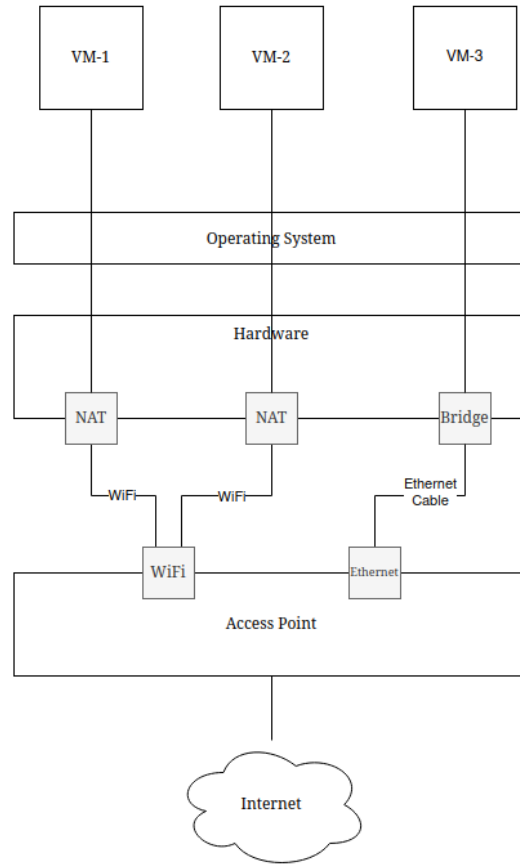 VM-1
VM-2
VM-3
Operating System
Hardware
NAT
NAT
Bridge
WiFi
WiFi
Ethernet
Cable
WiFi
Ethernet
Access Point
Internet